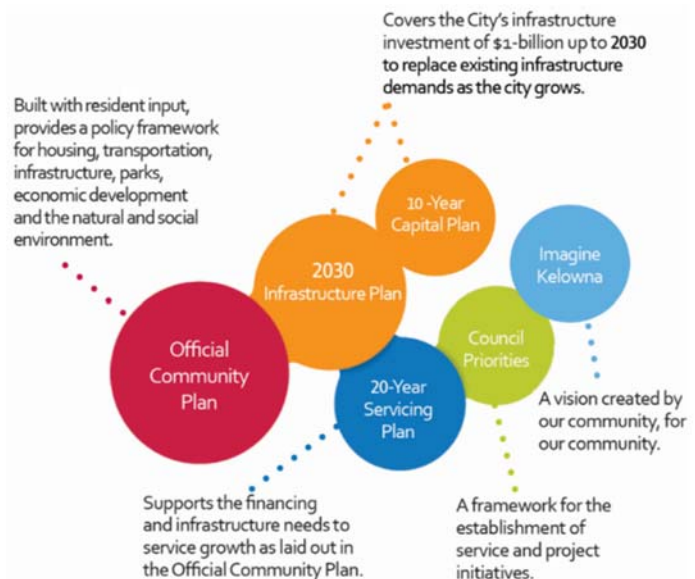 Covers the City's infrastructure
investment of $1-billion up to 2030
to replace existing infrastructure
demands as the city grows.
Built with resident input,
provides a policy framework
for housing, transportation,
infrastructure, parks,
economic development
and the natural and social
environment.
10 -Year
Capital Plan
Imagine
Kelowna
2030
Infrastructure Plan
Official
Community
Plan
Council
Priorities
20-Year
Servicing
Plan
A vision created by
our community, for
our community.
Supports the financing
and infrastructure needs to
service growth as laid out in
the Official Community Plan.
A framework for the
establishment of
service and project
initiatives.